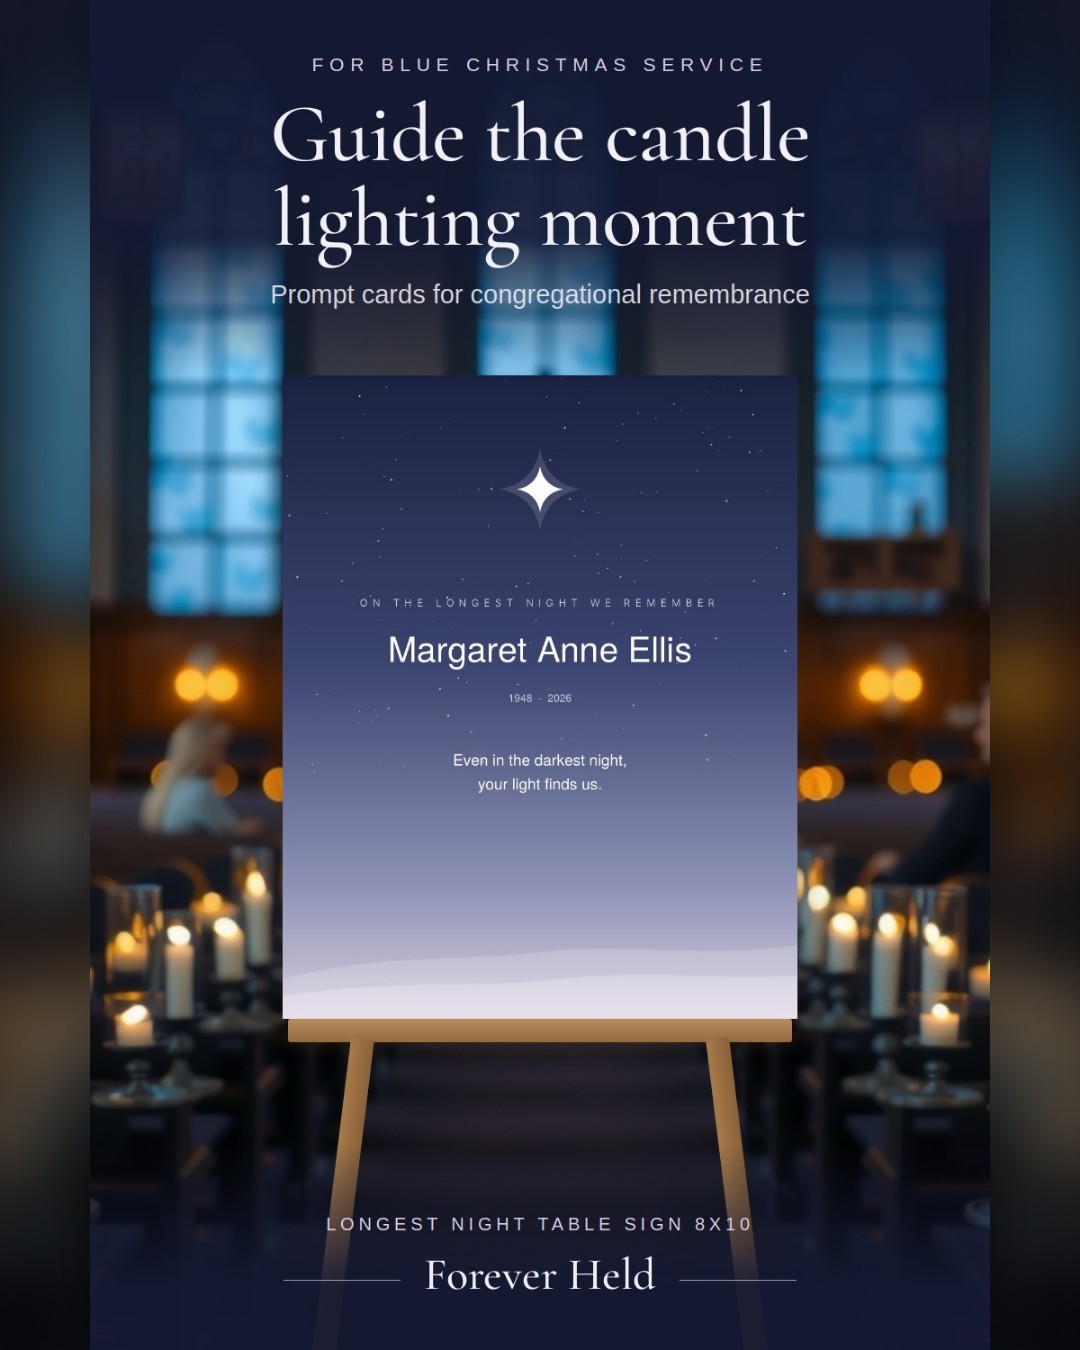 FOR BLUE CHRISTMAS SERVICE
Guide the candle
lighting moment
Prompt cards for congregational remembrance
ON THE LONGEST NIGHT WE REMEMBER
Margaret Anne Ellis
1948 - 2026
Even in the darkest night,
your light finds us.
LONGEST NIGHT TABLE SIGN 8X10
Forever Held